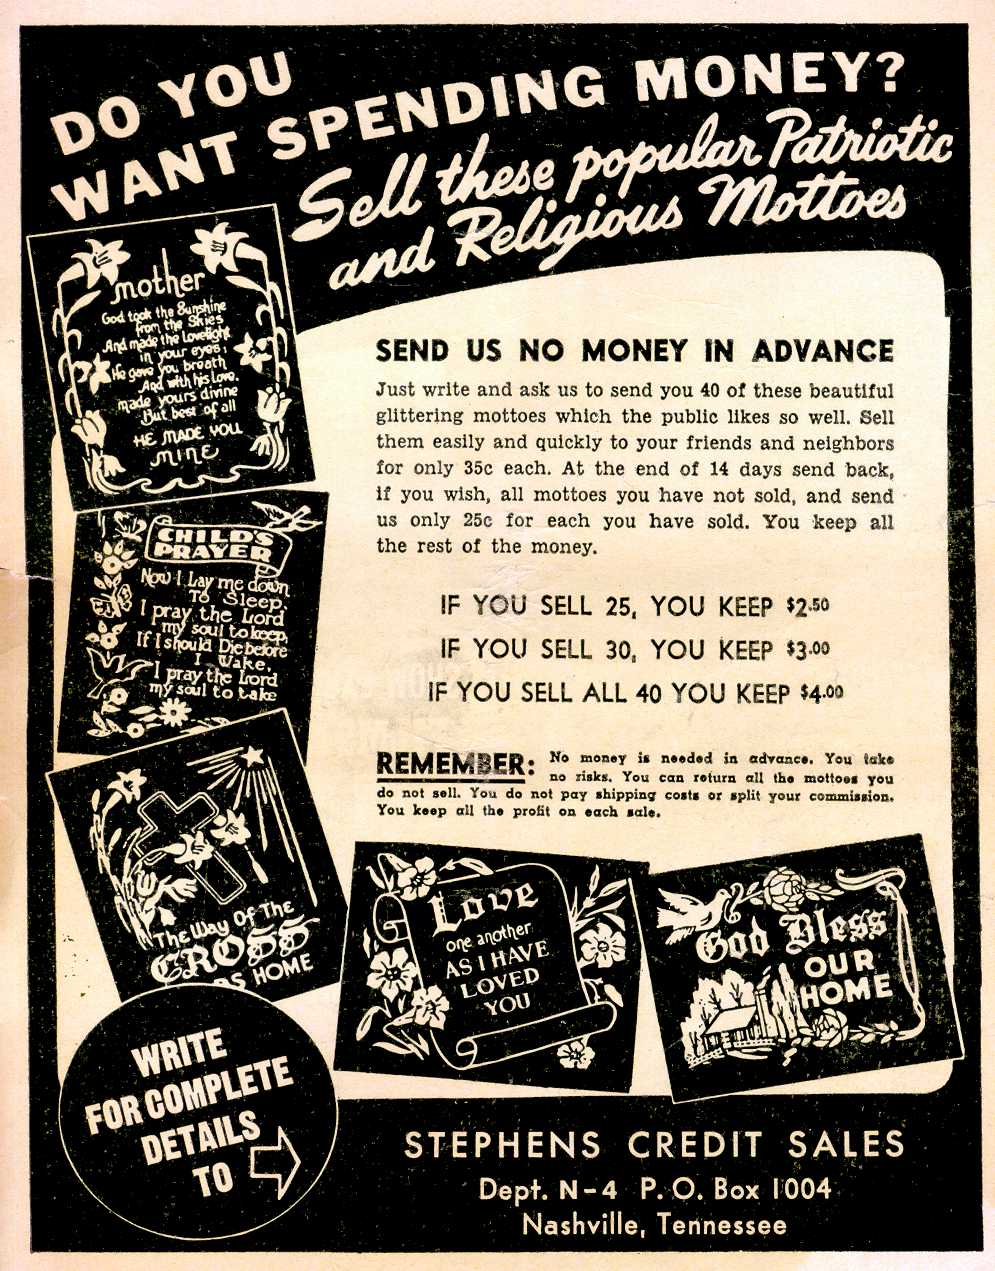 DO YOU
WANT SPENDING MONEY?
Sell these popular Patriotic
and Religious Mottoes
mother
God took the Sunshine
from the Skies
And made the Lovelight
in your eyes;
He gave you breath
And with his Love,
made yours divine
But best of all
HE MADE YOU
MINE
CHILD'S
PRAYER
Now I Lay me down
To Sleep,
I pray the Lord
my soul to keep,
If I should Die before
I Wake,
I pray the Lord
my soul to take
The Way Of The
CROSS
AS HOME
SEND US NO MONEY IN ADVANCE
Just write and ask us to send you 40 of these beautiful
glittering mottoes which the public likes so well. Sell
them easily and quickly to your friends and neighbors
for only 35c each. At the end of 14 days send back,
if you wish, all mottoes you have not sold, and send
us only 25c for each you have sold. You keep all
the rest of the money.
IF YOU SELL 25, YOU KEEP $2.50
IF YOU SELL 30, YOU KEEP $3.00
IF YOU SELL ALL 40 YOU KEEP $4.00
REMEMBER: No money is needed in advance. You take
no risks. You can return all the mottoes you
do not sell. You do not pay shipping costs or split your commission.
You keep all the profit on each sale.
Love
one another
AS I HAVE
LOVED
YOU
God Bless
OUR
HOME
WRITE
FOR COMPLETE
DETAILS
TO
STEPHENS CREDIT SALES
Dept. N-4 P. O. Box 1004
Nashville, Tennessee